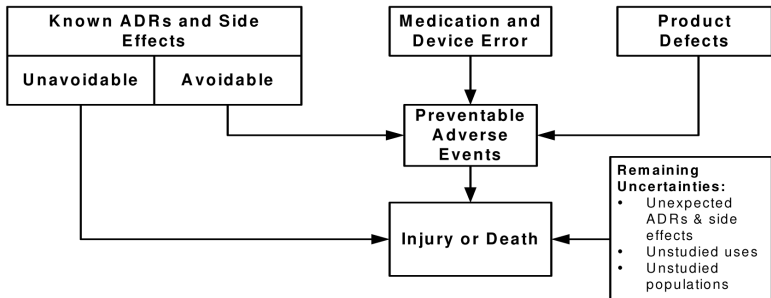 Known ADRs and Side
Effects
Unavoidable
Avoidable
Medication and
Device Error
Product
Defects
Preventable
Adverse
Events
Injury or Death
Remaining
Uncertainties:
• Unexpected
ADRs & side
effects
• Unstudied uses
• Unstudied
populations